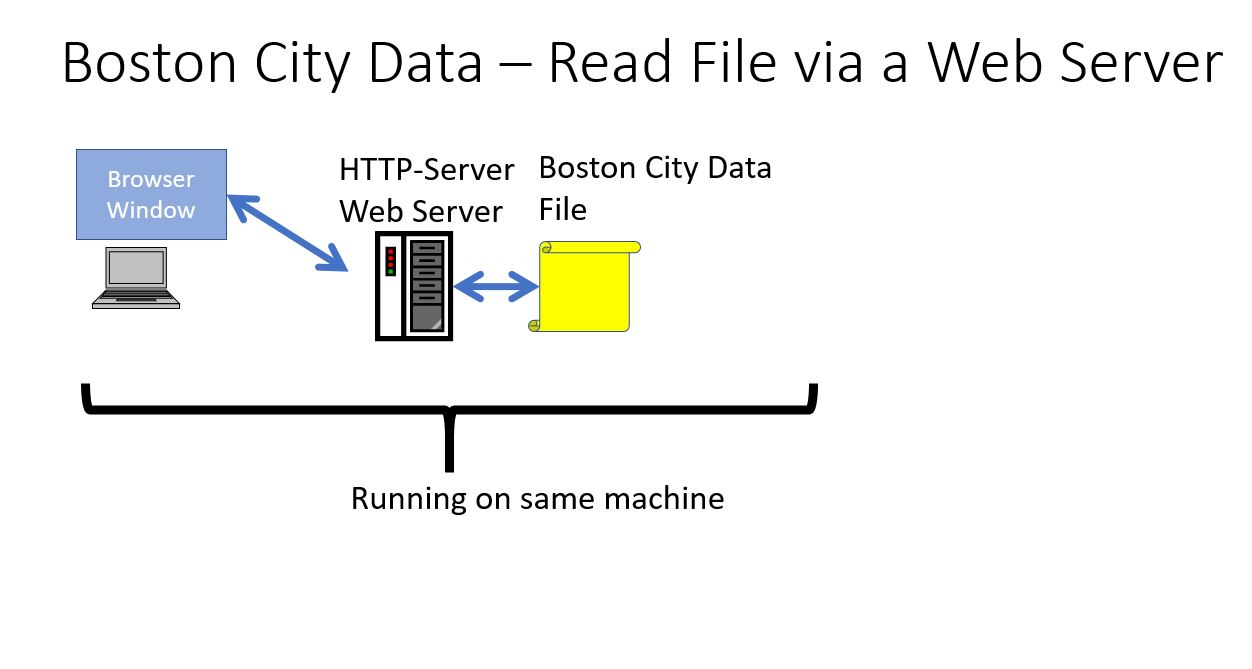 Boston City Data – Read File via a Web Server
Browser
Window
HTTP-Server
Web Server
Boston City Data
File
Running on same machine